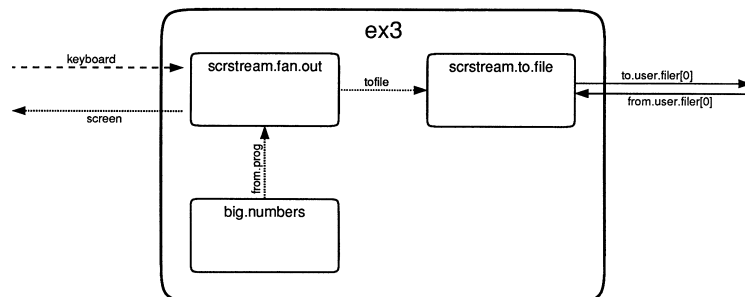 ex3
keyboard
scrstream.fan.out
scrstream.to.file
tofile
to.user.filer[0]
from.user.filer[0]
screen
from.prog
big.numbers